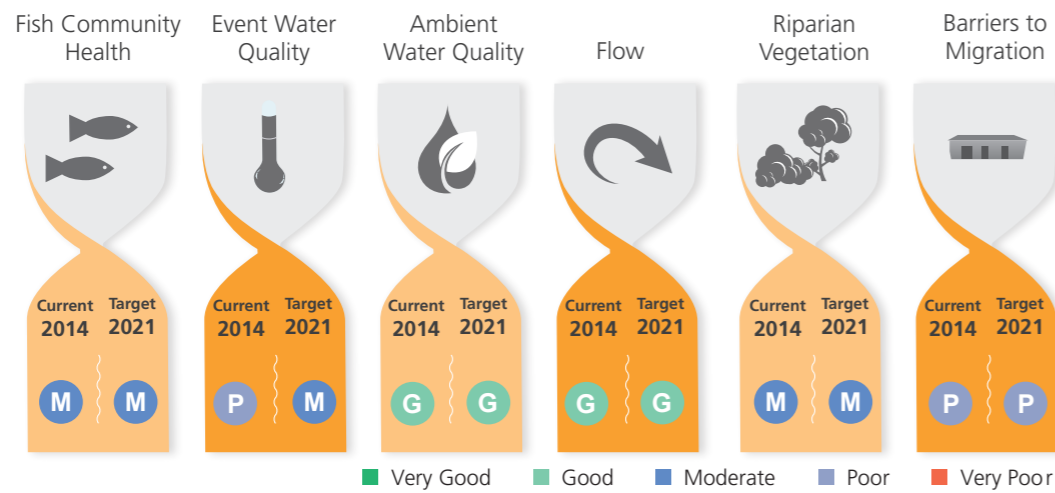 Fish Community
Health
Event Water
Quality
Ambient
Water Quality
Flow
Riparian
Vegetation
Barriers to
Migration
Current Target
2014 2021
M M
Current Target
2014 2021
P M
Current Target
2014 2021
G G
Current Target
2014 2021
G G
Current Target
2014 2021
M M
Current Target
2014 2021
P P
Very Good Good Moderate Poor Very Poor